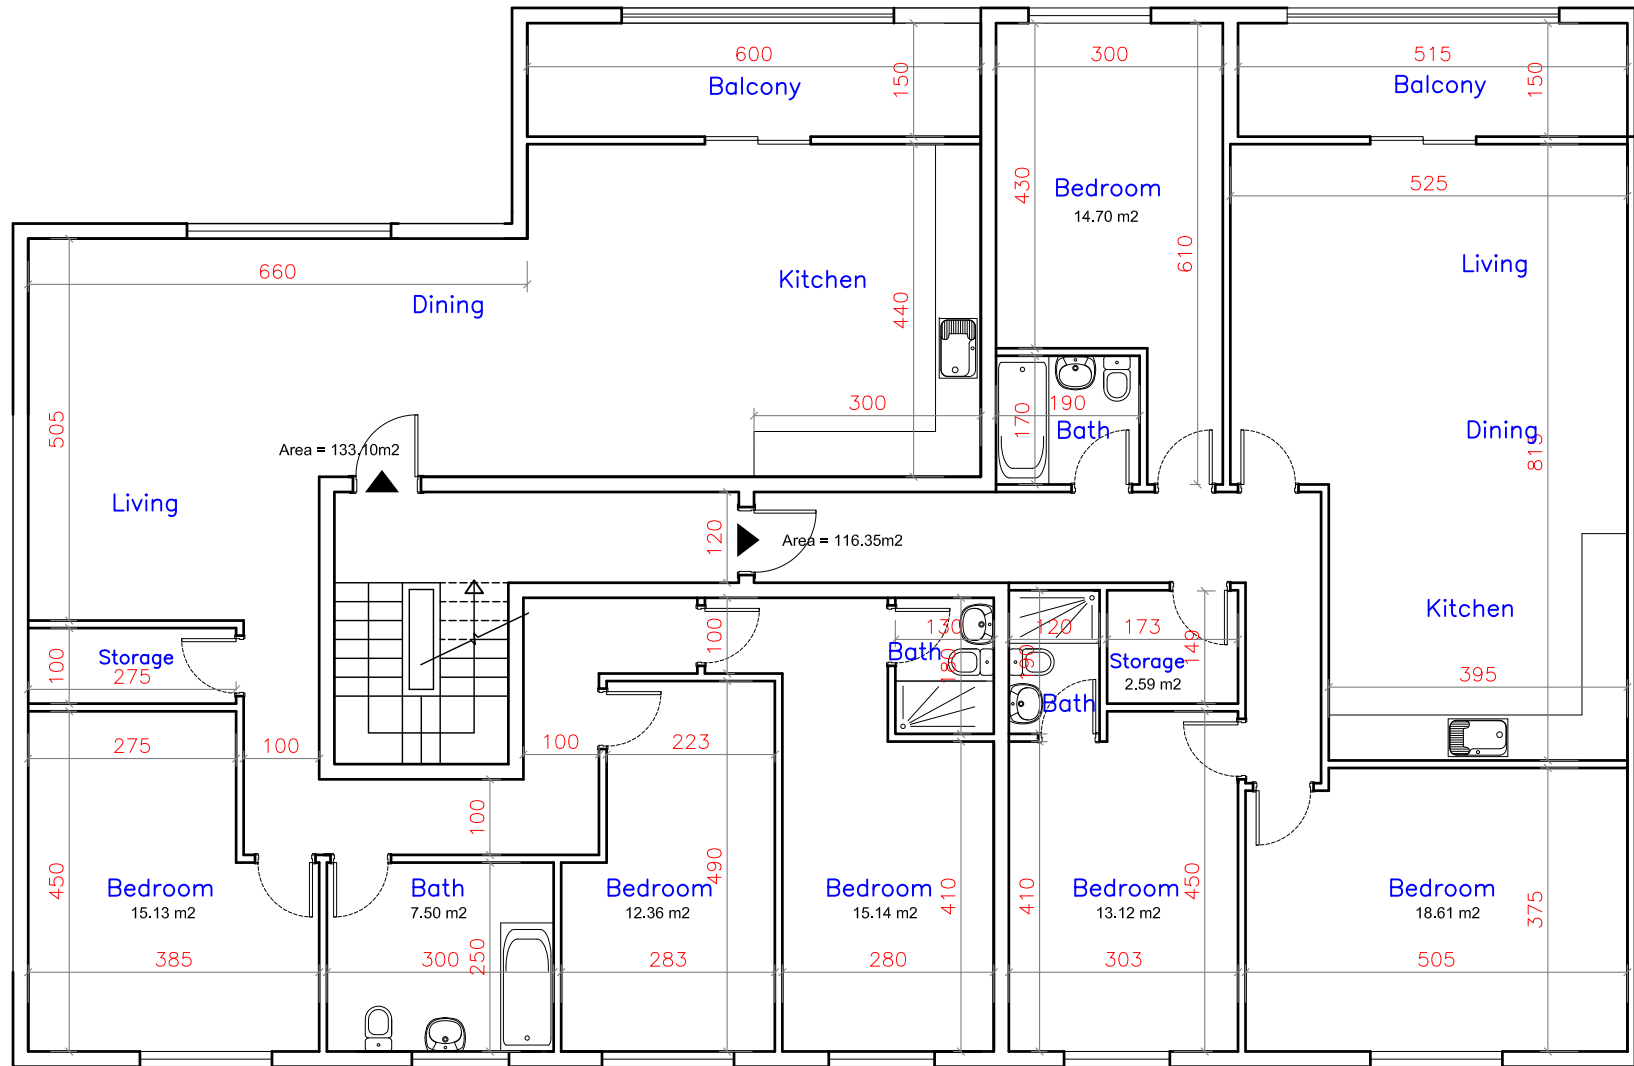 600
300
515
150
150
Balcony
Balcony
430
Bedroom
14.70 m2
525
610
660
Kitchen
Living
Dining
440
300
190
170
Bath
Dining
815
505
Area = 133.10m2
Living
120
Area = 116.35m2
Kitchen
100
130
120
173
149
Bath
180
190
Storage
100
275
Storage
2.59 m2
395
Bath
275
100
100
223
100
450
Bedroom
15.13 m2
Bath
7.50 m2
490
Bedroom
12.36 m2
Bedroom
15.14 m2
410
410
Bedroom
13.12 m2
450
Bedroom
18.61 m2
375
385
300
250
283
280
303
505